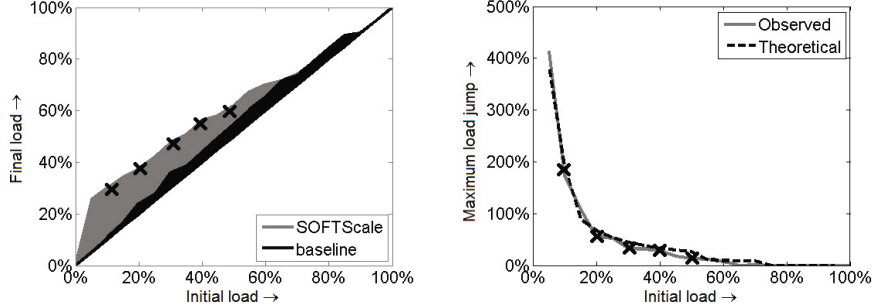 100%
80%
60%
40%
20%
0%
Final load →
0% 20% 40% 60% 80% 100%
Initial load →
SOFTScale
baseline
500%
400%
300%
200%
100%
0%
Maximum load jump →
0% 20% 40% 60% 80% 100%
Initial load →
Observed
Theoretical